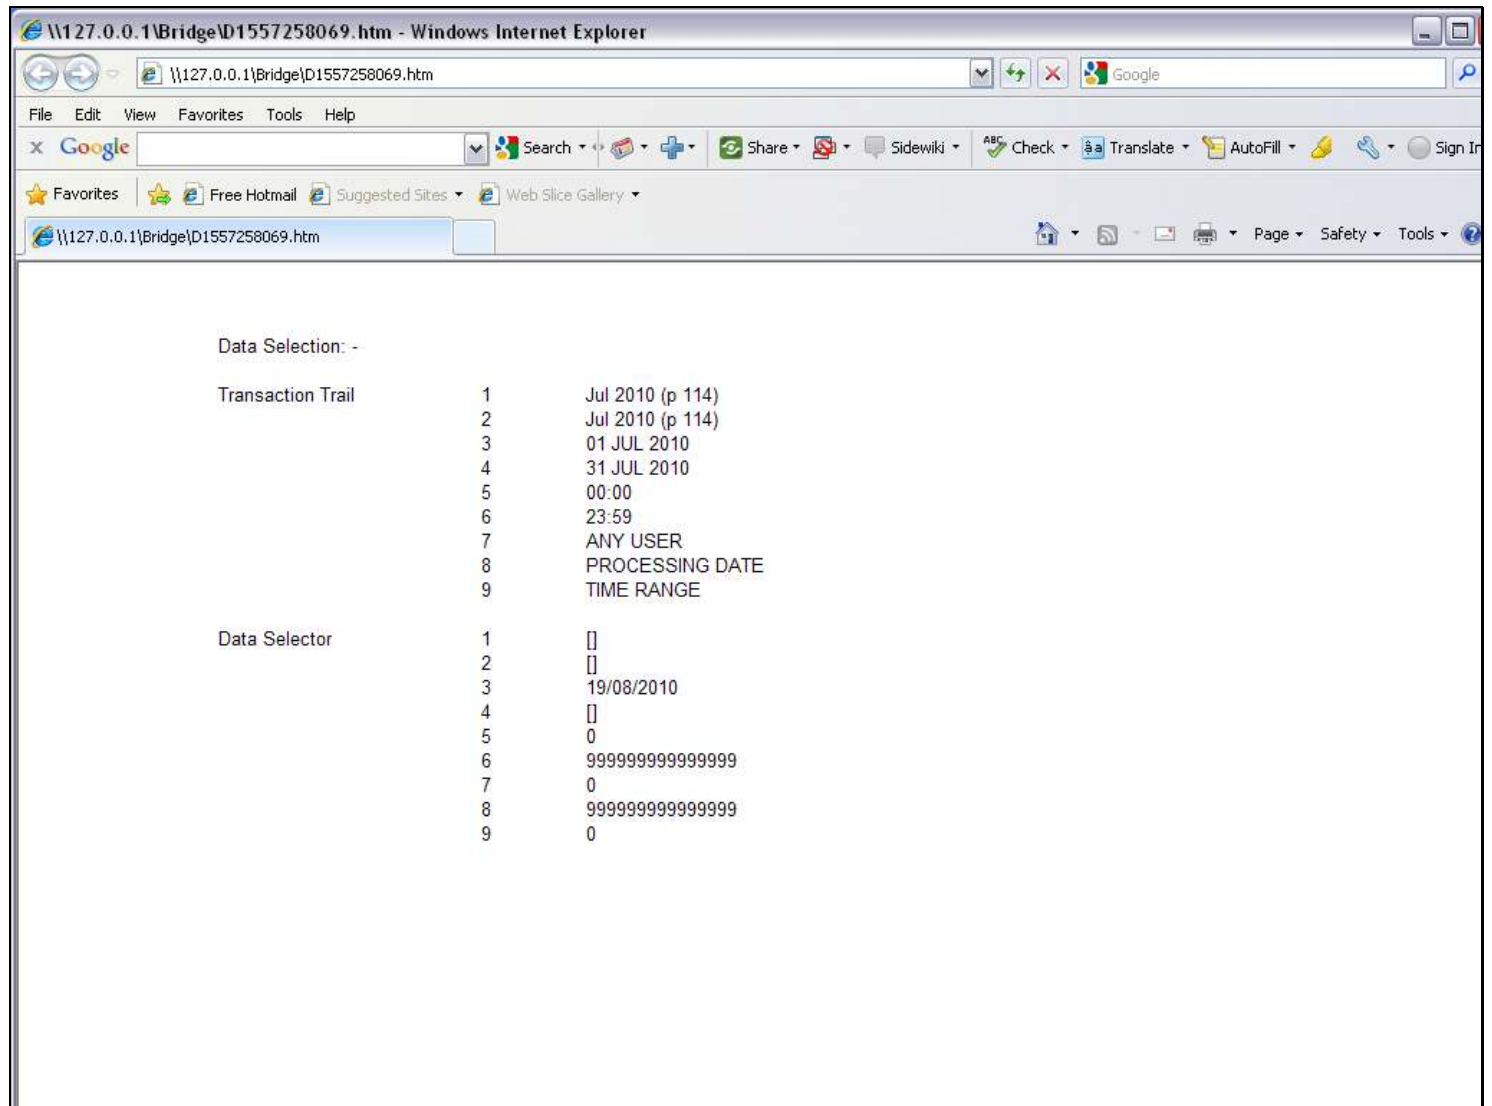 \\127.0.0.1\Bridge\D1557258069.htm - Windows Internet Explorer
\\127.0.0.1\Bridge\D1557258069.htm Google
File Edit View Favorites Tools Help
x Google Search Share Sidewiki ABC Check āa Translate AutoFill Sign In
Favorites Free Hotmail Suggested Sites Web Slice Gallery
\\127.0.0.1\Bridge\D1557258069.htm Page Safety Tools
Data Selection: -
Transaction Trail 1 Jul 2010 (p 114)
2 Jul 2010 (p 114)
3 01 JUL 2010
4 31 JUL 2010
5 00:00
6 23:59
7 ANY USER
8 PROCESSING DATE
9 TIME RANGE
Data Selector 1 []
2 []
3 19/08/2010
4 []
5 0
6 999999999999999
7 0
8 999999999999999
9 0